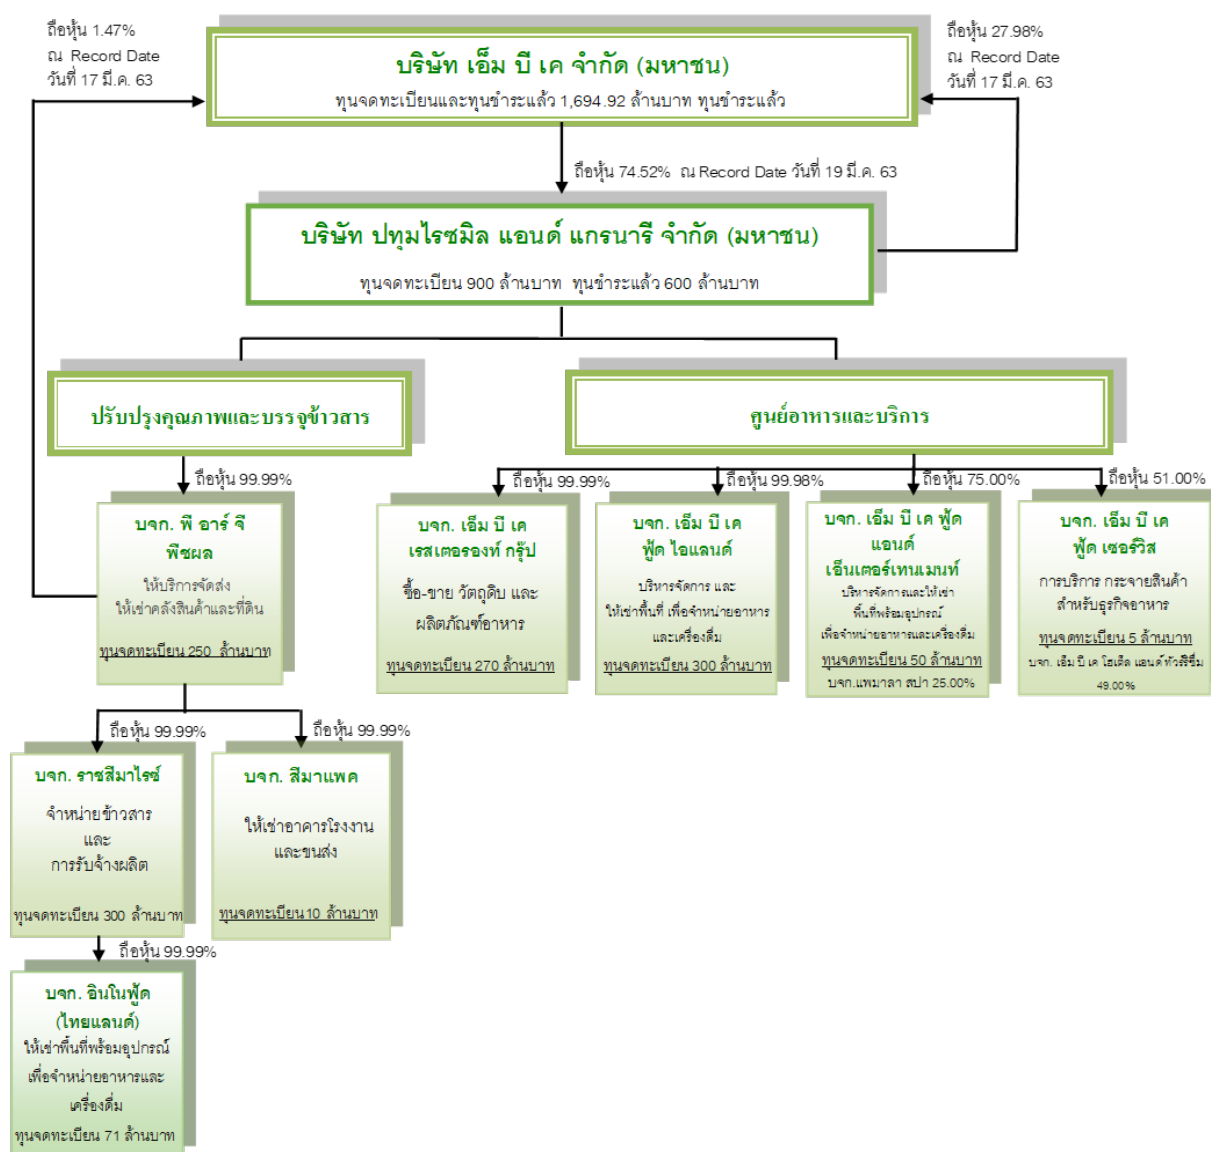 ถือหุ้น 1.47%
ณ Record Date
วันที่ 17 มี.ค. 63
ถือหุ้น 27.98%
ณ Record Date
วันที่ 17 มี.ค. 63
บริษัท เอ็ม บี เค จำกัด (มหาชน)
ทุนจดทะเบียนและทุนชำระแล้ว 1,694.92 ล้านบาท ทุนชำระแล้ว
ถือหุ้น 74.52% ณ Record Date วันที่ 19 มี.ค. 63
บริษัท ปทุมไรซมิล แอนด์ แกรนารี จำกัด (มหาชน)
ทุนจดทะเบียน 900 ล้านบาท ทุนชำระแล้ว 600 ล้านบาท
ปรับปรุงคุณภาพและบรรจุข้าวสาร
ศูนย์อาหารและบริการ
ถือหุ้น 99.99%
บจก. พี อาร์ จี
พืชผล
ให้บริการจัดส่ง
ให้เช่าคลังสินค้าและที่ดิน
ทุนจดทะเบียน 250 ล้านบาท
ถือหุ้น 99.99%
บจก. เอ็ม บี เค
เรสเตอรองท์ กรุ๊ป
ซื้อ-ขาย วัตถุดิบ และ
ผลิตภัณฑ์อาหาร
ทุนจดทะเบียน 270 ล้านบาท
ถือหุ้น 99.98%
บจก. เอ็ม บี เค
ฟู้ด ไอแลนด์
บริหารจัดการ และ
ให้เช่าพื้นที่ เพื่อจำหน่ายอาหาร
และเครื่องดื่ม
ทุนจดทะเบียน 300 ล้านบาท
ถือหุ้น 75.00%
บจก. เอ็ม บี เค ฟู้ด
แอนด์
เอ็นเตอร์เทนเมนท์
บริหารจัดการและให้เช่า
พื้นที่พร้อมอุปกรณ์
เพื่อจำหน่ายอาหารและเครื่องดื่ม
ทุนจดทะเบียน 50 ล้านบาท
บจก.แพมาลา สปา 25.00%
ถือหุ้น 51.00%
บจก. เอ็ม บี เค
ฟู้ด เซอร์วิส
การบริการ กระจายสินค้า
สำหรับธุรกิจอาหาร
ทุนจดทะเบียน 5 ล้านบาท
บจก. เอ็ม บี เค โฮเต็ล แอนด์ ทัวร์ริซึ่ม
49.00%
ถือหุ้น 99.99%
บจก. ราชสีมาไรซ์
จำหน่ายข้าวสาร
และ
การรับจ้างผลิต
ทุนจดทะเบียน 300 ล้านบาท
ถือหุ้น 99.99%
บจก. สีมาแพค
ให้เช่าอาคารโรงงาน
และขนส่ง
ทุนจดทะเบียน10 ล้านบาท
ถือหุ้น 99.99%
บจก. อินโนฟู้ด
(ไทยแลนด์)
ให้เช่าพื้นที่พร้อมอุปกรณ์
เพื่อจำหน่ายอาหารและ
เครื่องดื่ม
ทุนจดทะเบียน 71 ล้านบาท